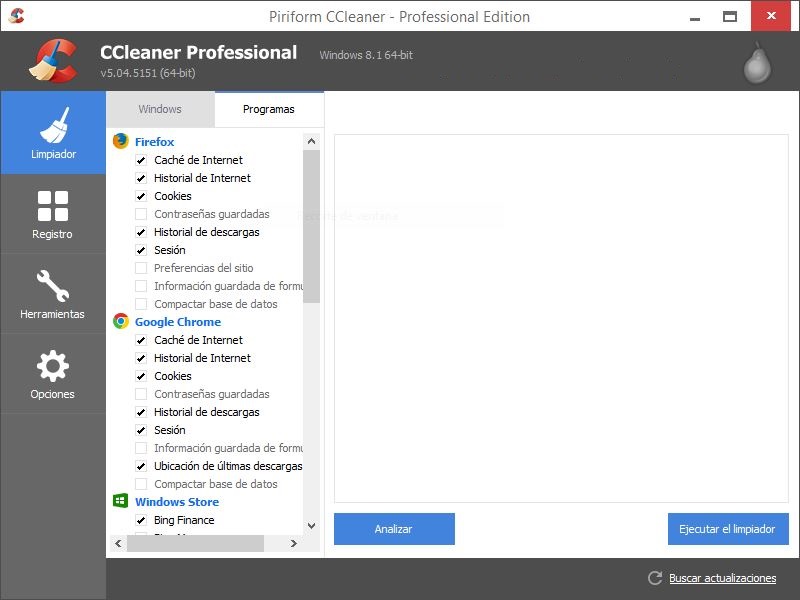 Piriform CCleaner - Professional Edition
CCleaner Professional
Windows 8.1 64-bit
v5.04.5151 (64-bit)
Limpiador
Registro
Herramientas
Opciones
Windows
Programas
Firefox
Caché de Internet
Historial de Internet
Cookies
Contraseñas guardadas
Historial de descargas
Sesión
Preferencias del sitio
Información guardada de formu
Compactar base de datos
Google Chrome
Caché de Internet
Historial de Internet
Cookies
Contraseñas guardadas
Historial de descargas
Sesión
Información guardada de formu
Ubicación de últimas descargas
Compactar base de datos
Windows Store
Bing Finance
Recorte de ventana
Analizar
Ejecutar el limpiador
Buscar actualizaciones